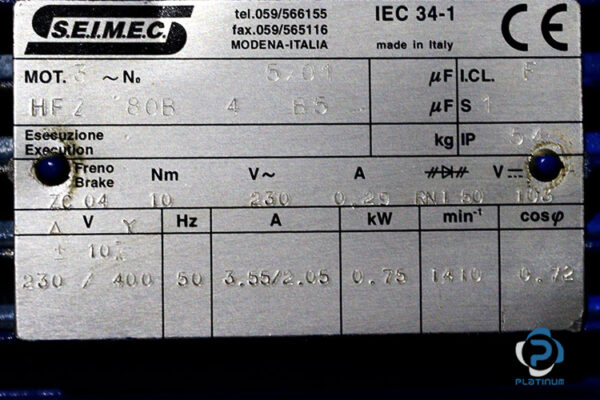 S.E.I.M.E.C.
tel.059/566155
fax.059/565116
MODENA-ITALIA
IEC 34-1
made in Italy
CE
MOT. 3 ~ No 5/01 µF I.CL. F
HFZ 80B 4 B5 µF S 1
Esecuzione
Execution kg IP 54
Freno
Brake Nm V~ A V
ZC 04 10 230 0,25 RN1 50 103
Δ V Y Hz A kW min-1 cosφ
± 10%
230 / 400 50 3.55/2.05 0.75 1410 0.72
PLATINUM